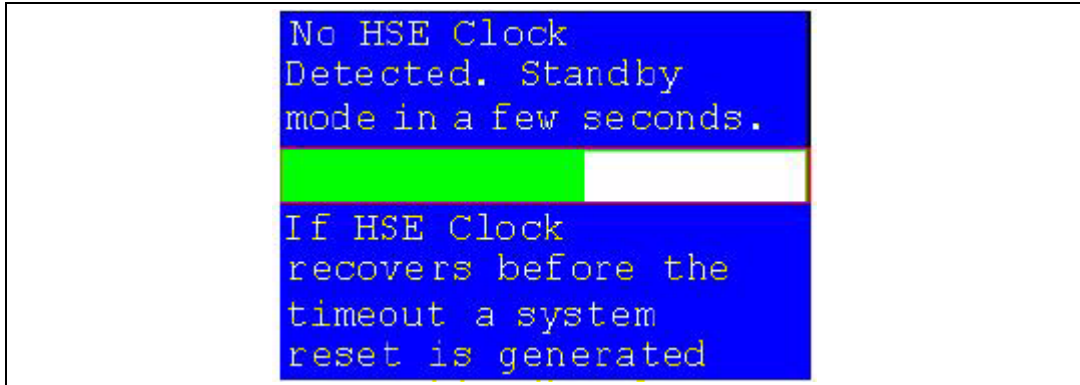 No HSE Clock
Detected. Standby
mode in a few seconds.
If HSE Clock
recovers before the
timeout a system
reset is generated